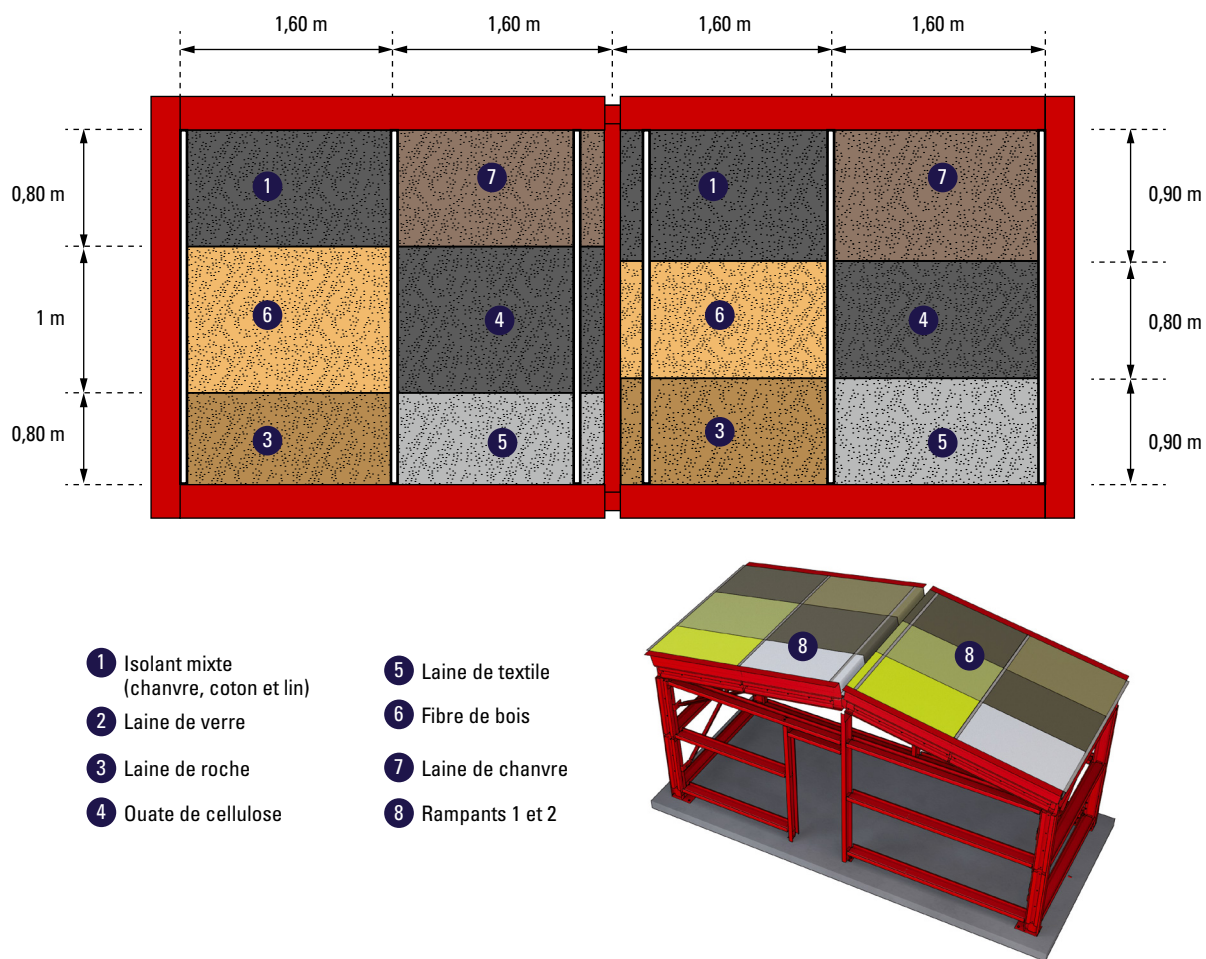 1,60 m 1,60 m 1,60 m 1,60 m
0,80 m
1 m
0,80 m
1 7 1 7
6 4 6 4
3 5 3 5
0,90 m
0,80 m
0,90 m
1 Isolant mixte
(chanvre, coton et lin)
2 Laine de verre
3 Laine de roche
4 Ouate de cellulose
5 Laine de textile
6 Fibre de bois
7 Laine de chanvre
8 Rampants 1 et 2
8 8